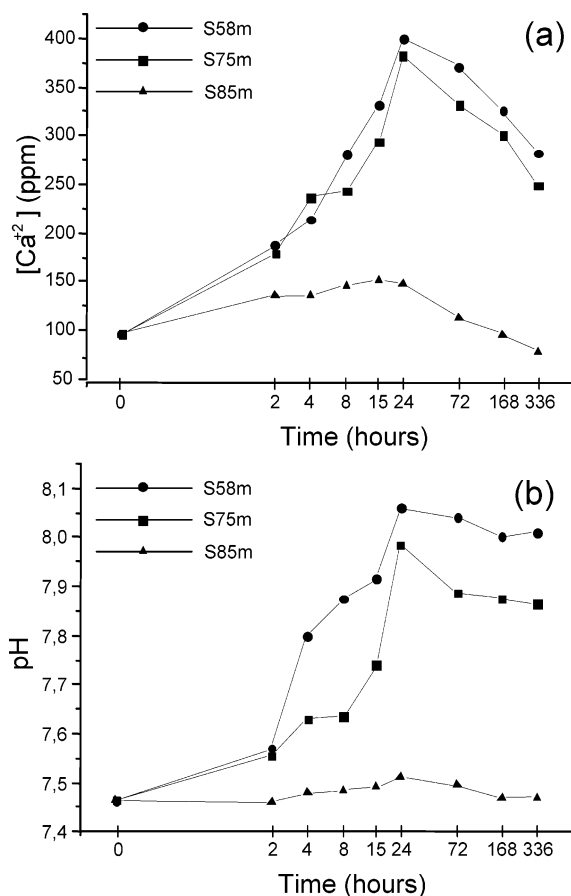 (a)
S58m
S75m
S85m
400
350
300
250
200
150
100
50
[Ca+2] (ppm)
0 2 4 8 15 24 72 168 336
Time (hours)
(b)
S58m
S75m
S85m
8,1
8,0
7,9
7,8
7,7
7,6
7,5
7,4
pH
0 2 4 8 15 24 72 168 336
Time (hours)